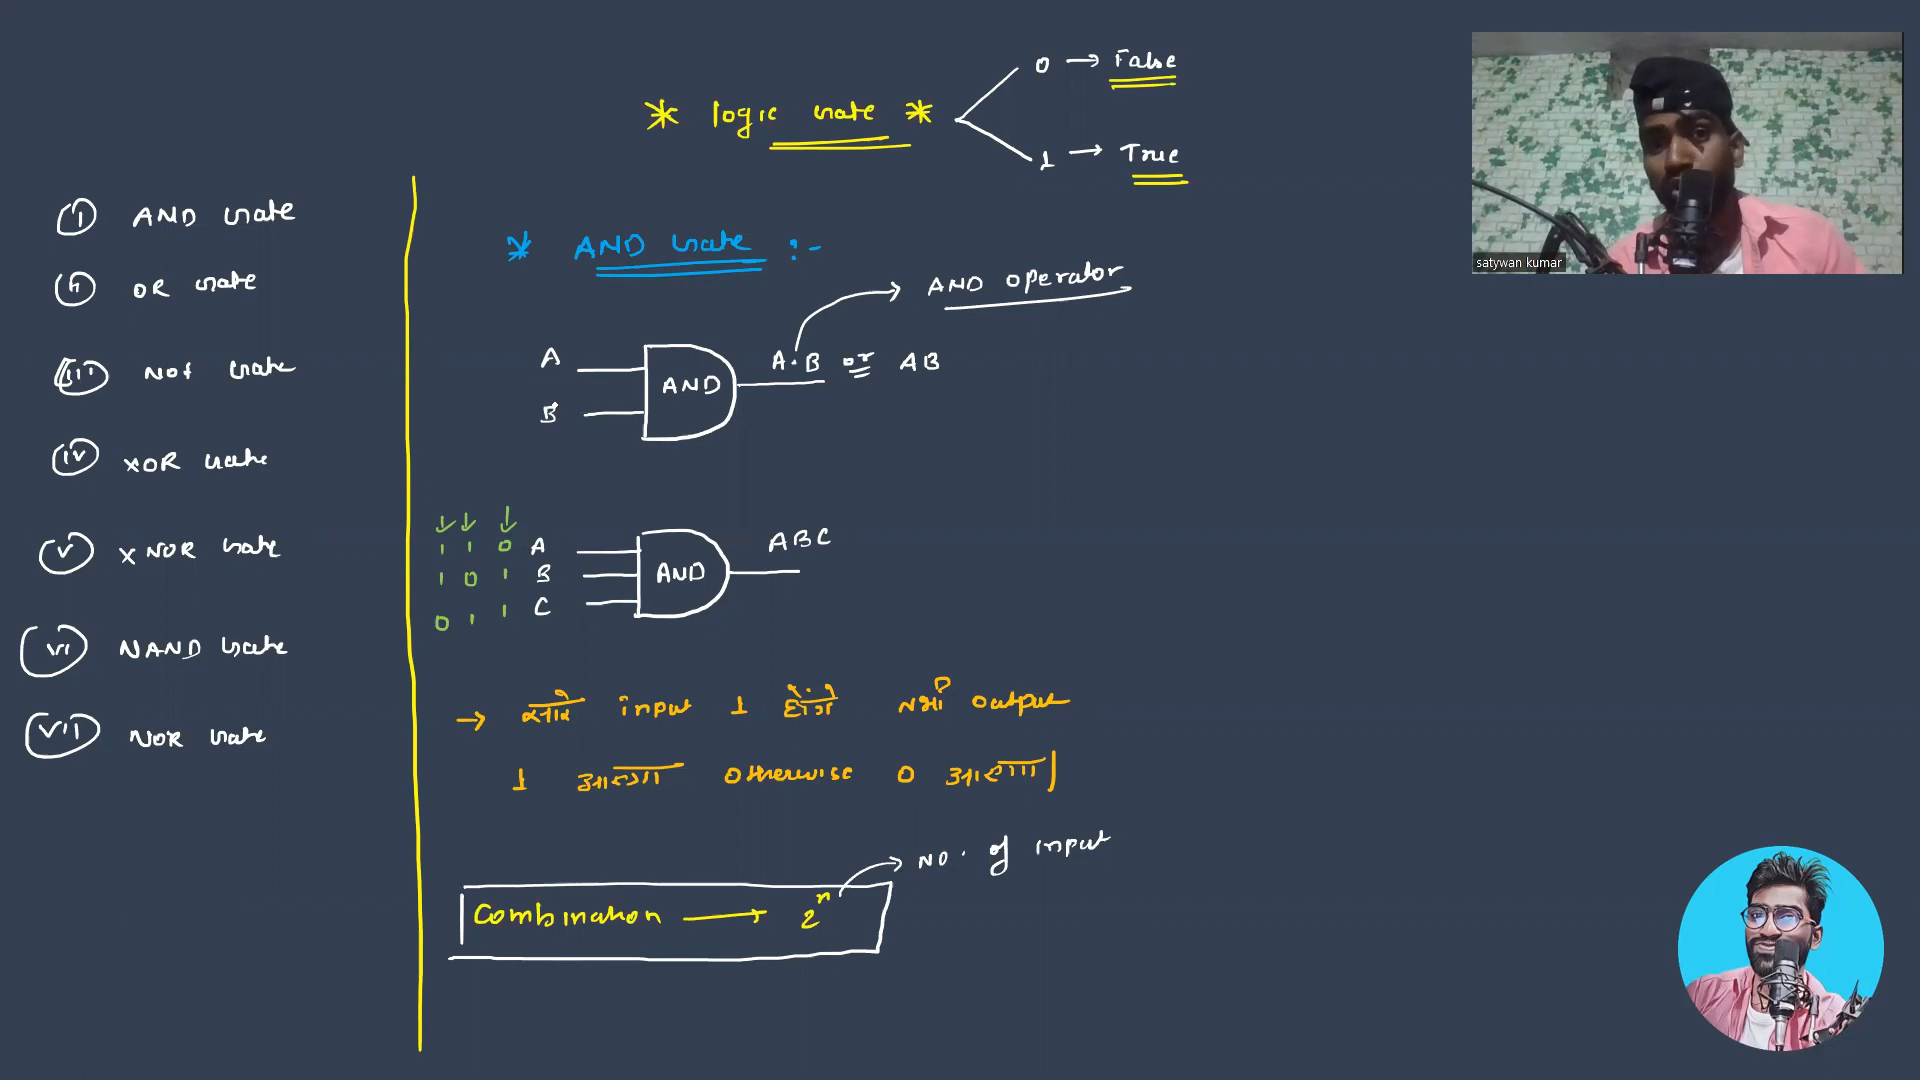 * logic Gate *
0 → False
1 → True
(i) AND Gate
(ii) OR Gate
(iii) Not Gate
(iv) XOR Gate
(v) XNOR Gate
(vi) NAND Gate
(vii) NOR Gate
* AND Gate :-
AND operator
A
B
AND
A.B or AB
1 1 0 A
1 0 1 B
0 1 1 C
AND
ABC
→ input 1 होंगे तभी output
1 आएगा otherwise 0 आएगा।
Combination → 2ⁿ
→ NO. of input
satywan kumar